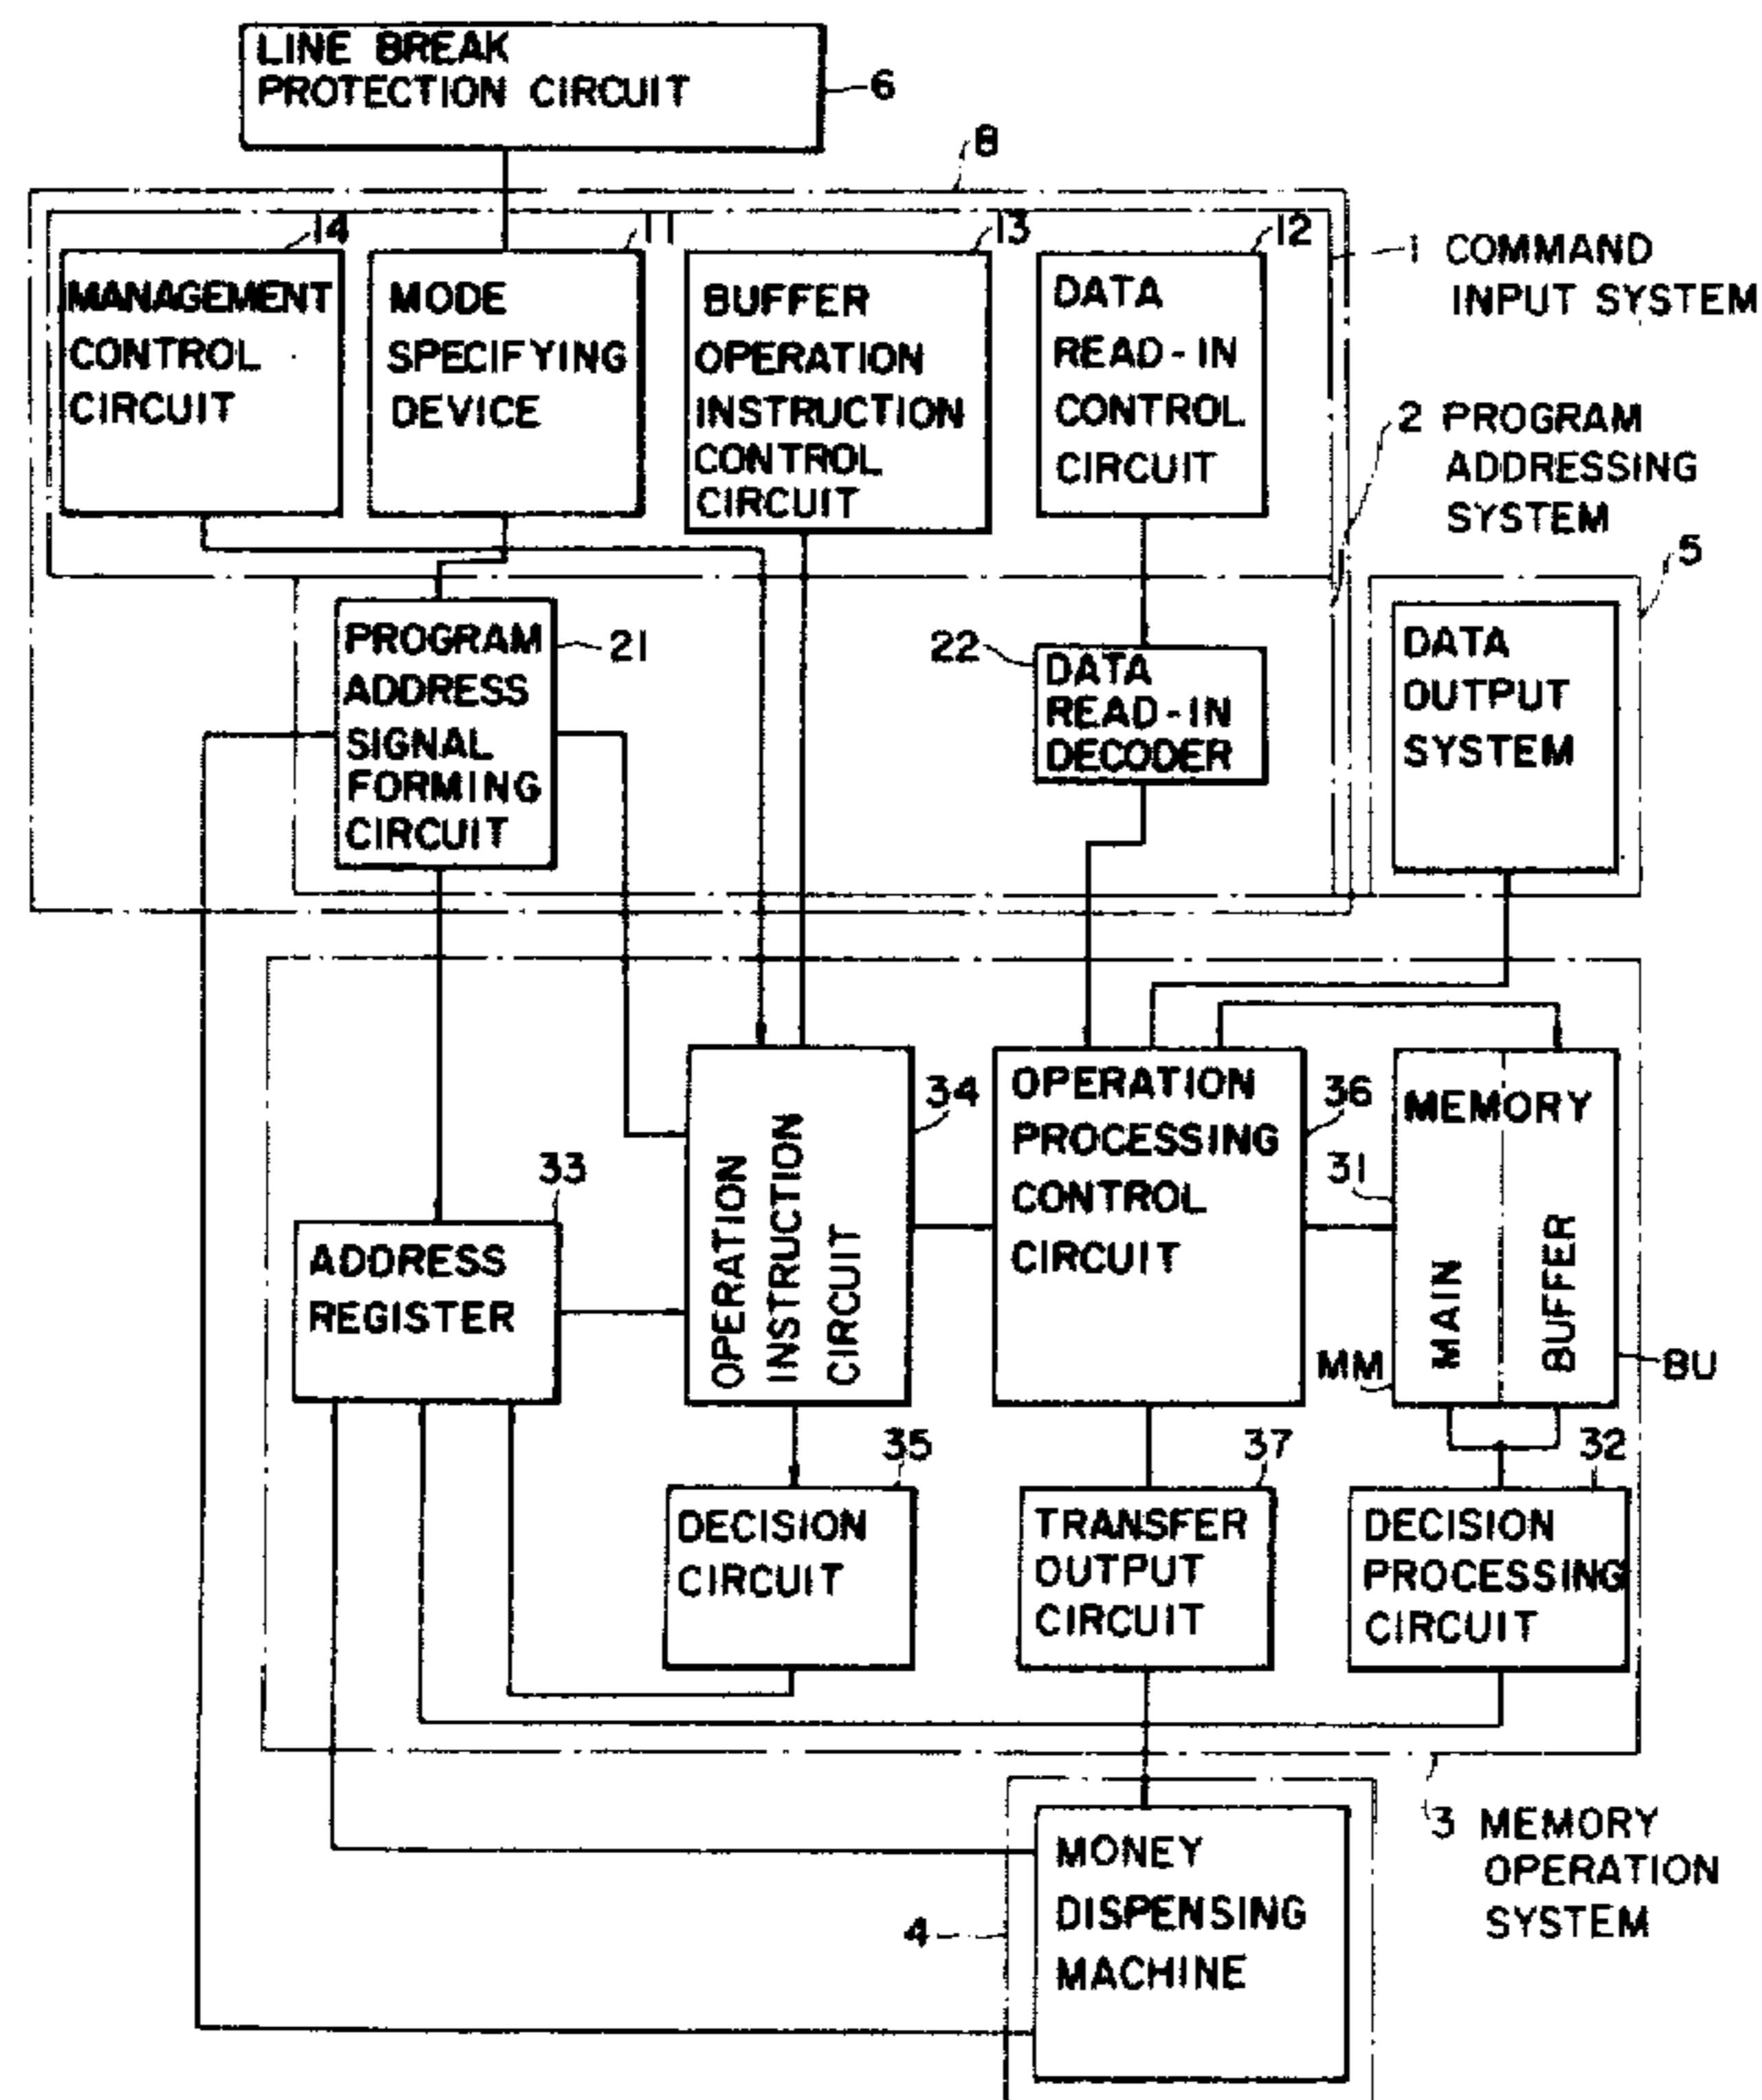 LINE BREAK
PROTECTION CIRCUIT
6
8
14
11
13
12
1 COMMAND
INPUT SYSTEM
MANAGEMENT
CONTROL
CIRCUIT
MODE
SPECIFYING
DEVICE
BUFFER
OPERATION
INSTRUCTION
CONTROL
CIRCUIT
DATA
READ-IN
CONTROL
CIRCUIT
2 PROGRAM
ADDRESSING
SYSTEM
5
PROGRAM
ADDRESS
SIGNAL
FORMING
CIRCUIT
21
22
DATA
READ-IN
DECODER
DATA
OUTPUT
SYSTEM
33
ADDRESS
REGISTER
34
OPERATION
INSTRUCTION
CIRCUIT
OPERATION
PROCESSING
CONTROL
CIRCUIT
36
31
MEMORY
MAIN
BUFFER
MM
BU
35
DECISION
CIRCUIT
37
TRANSFER
OUTPUT
CIRCUIT
32
DECISION
PROCESSING
CIRCUIT
3 MEMORY
OPERATION
SYSTEM
4
MONEY
DISPENSING
MACHINE